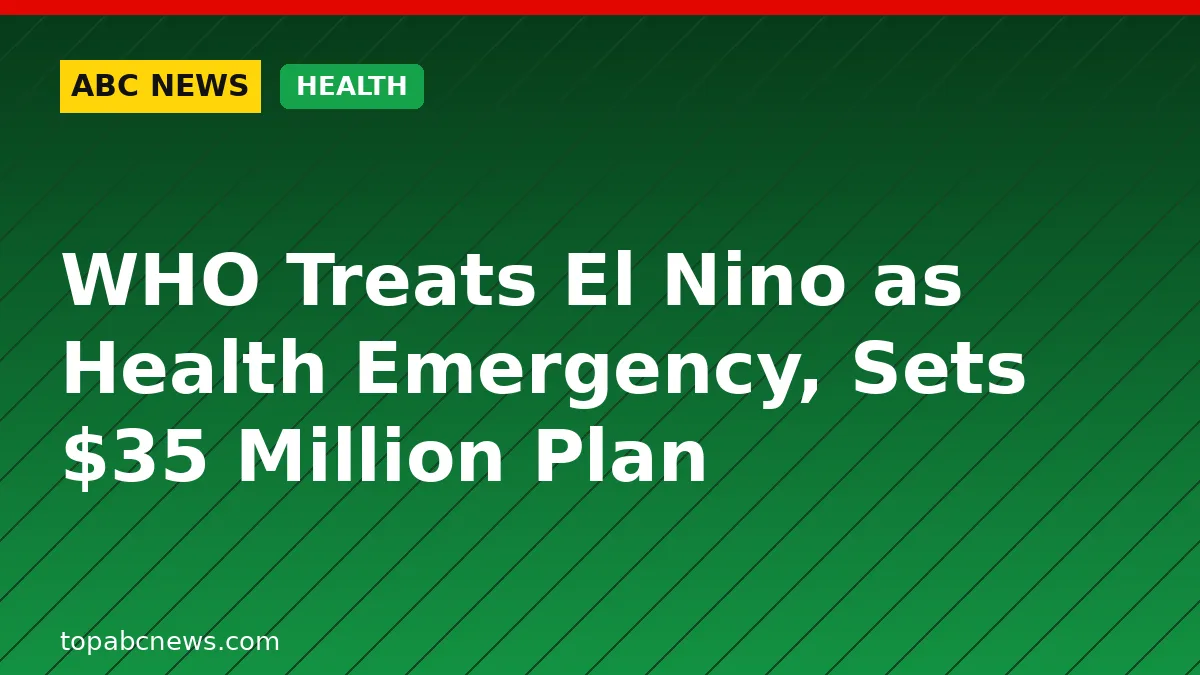 ABC NEWS
HEALTH
WHO Treats El Nino as
Health Emergency, Sets
$35 Million Plan
topabcnews.com